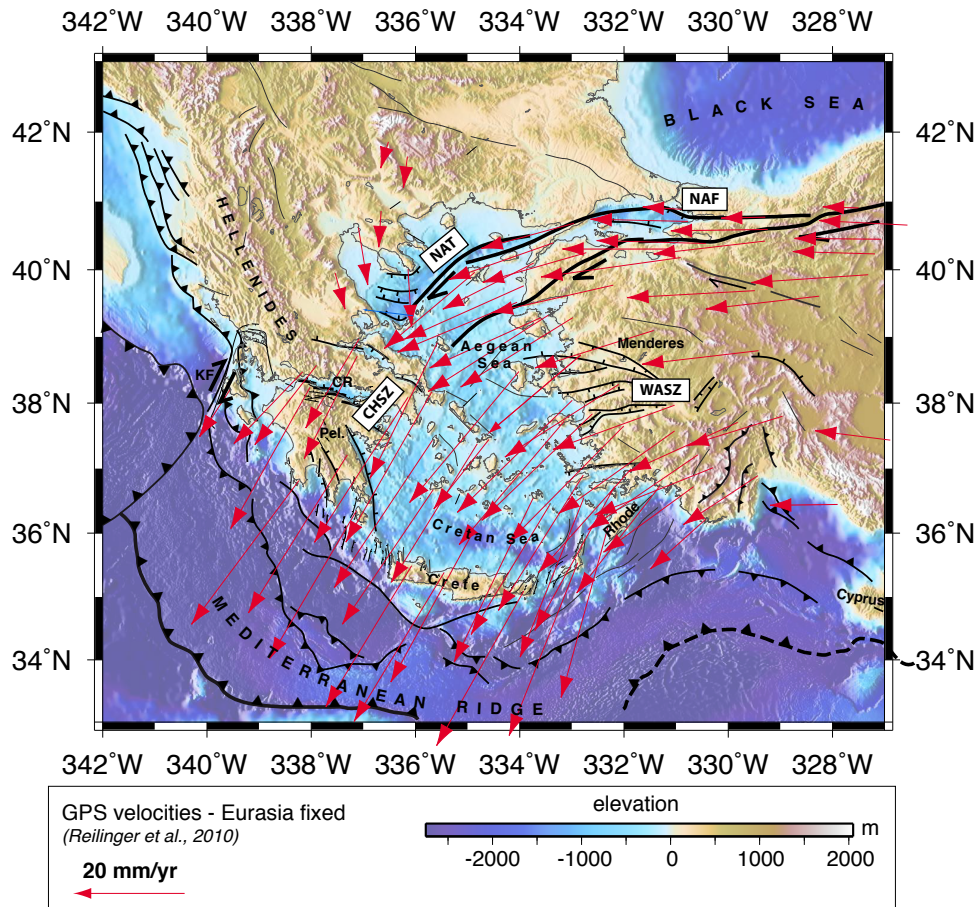 342˚W 340˚W 338˚W 336˚W 334˚W 332˚W 330˚W 328˚W
42˚N 42˚N
BLACK SEA
NAF
HELLENIDES
NAT
40˚N 40˚N
Aegean
Sea
Menderes
KF
CR
CHSZ
WASZ
38˚N 38˚N
Pel.
36˚N 36˚N
Cretan Sea
Rhode
Crete
Cyprus
MEDITERRANEAN RIDGE
34˚N 34˚N
342˚W 340˚W 338˚W 336˚W 334˚W 332˚W 330˚W 328˚W
GPS velocities - Eurasia fixed
(Reilinger et al., 2010)
20 mm/yr
elevation
m
-2000 -1000 0 1000 2000